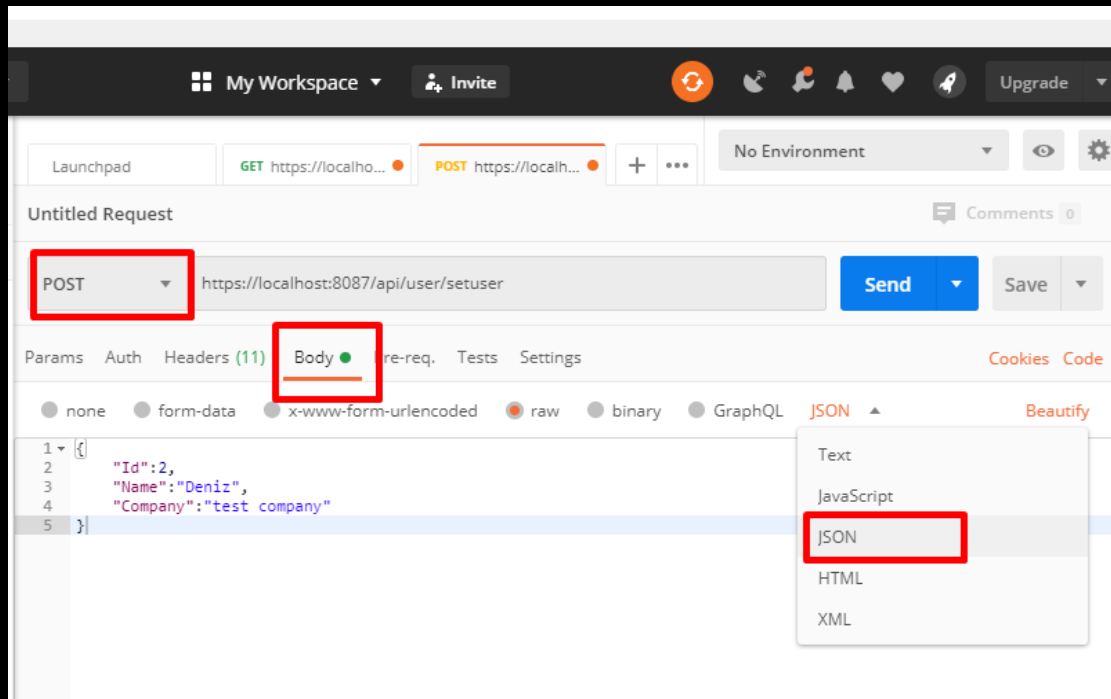 My Workspace Invite Upgrade
Launchpad GET https://localho... POST https://localh... + ••• No Environment
Untitled Request Comments 0
POST https://localhost:8087/api/user/setuser Send Save
Params Auth Headers (11) Body re-req. Tests Settings Cookies Code
none form-data x-www-form-urlencoded raw binary GraphQL JSON Beautify
1 {
2 "Id":2,
3 "Name":"Deniz",
4 "Company":"test company"
5 }
Text
JavaScript
JSON
HTML
XML